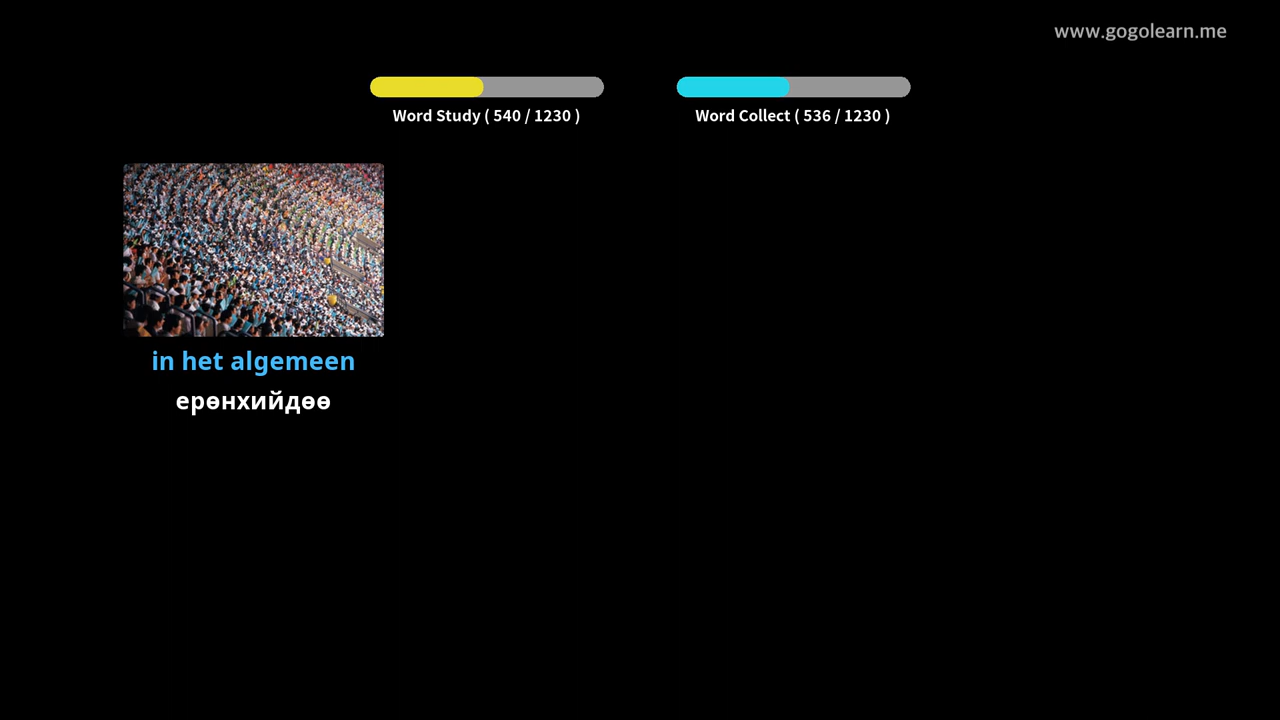 www.gogolearn.me
Word Study ( 540 / 1230 )
Word Collect ( 536 / 1230 )
in het algemeen
ерөнхийдөө